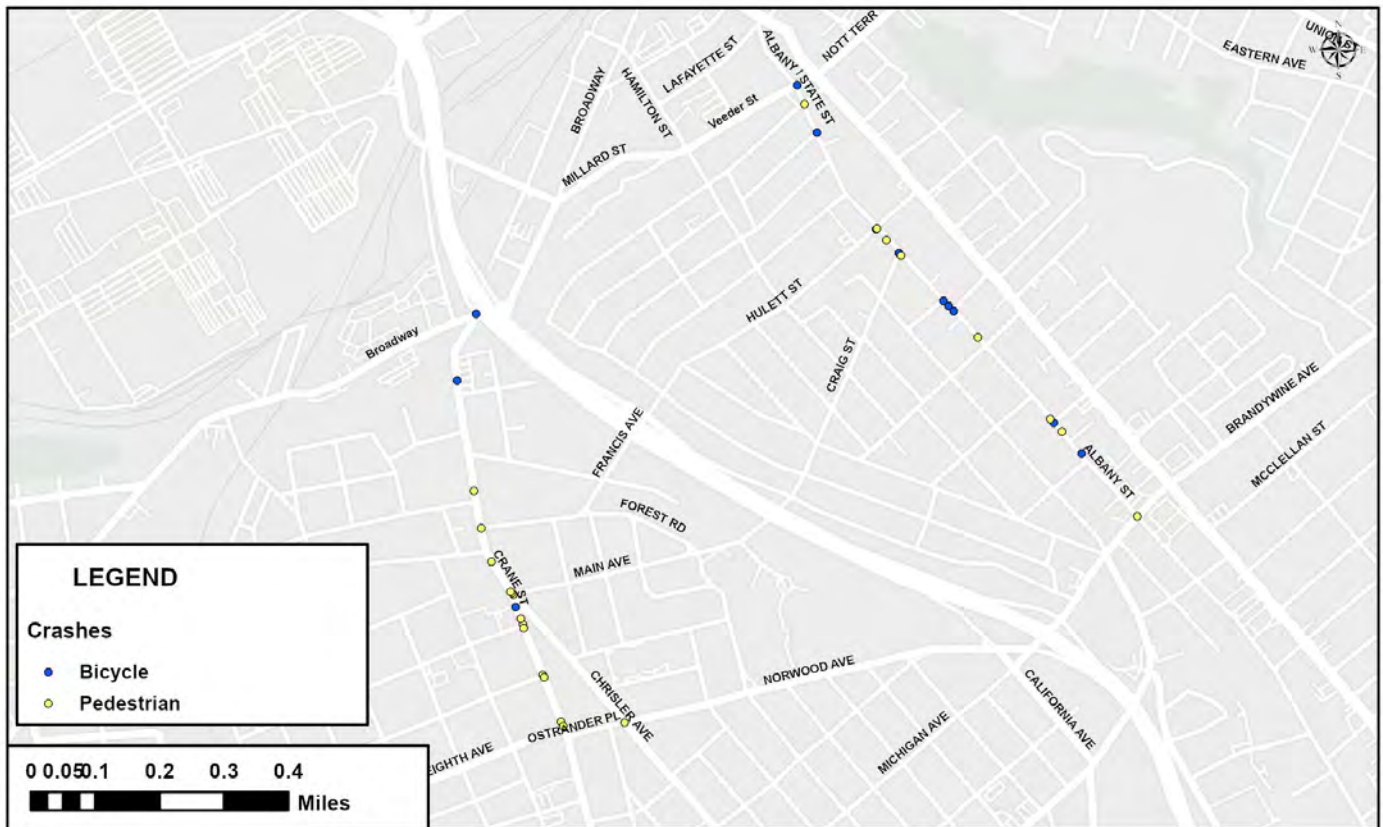 UNION ST
EASTERN AVE
N
W
E
S
NOTT TERR
ALBANY / STATE ST
LAFAYETTE ST
HAMILTON ST
BROADWAY
Veeder St
MILLARD ST
HULETT ST
CRAIG ST
Broadway
FRANCIS AVE
FOREST RD
BRANDYWINE AVE
MCCLELLAN ST
ALBANY ST
CRANE ST
MAIN AVE
NORWOOD AVE
CHRISLER AVE
CALIFORNIA AVE
MICHIGAN AVE
OSTRANDER PL
EIGHTH AVE
LEGEND
Crashes
Bicycle
Pedestrian
0 0.05 0.1 0.2 0.3 0.4
Miles